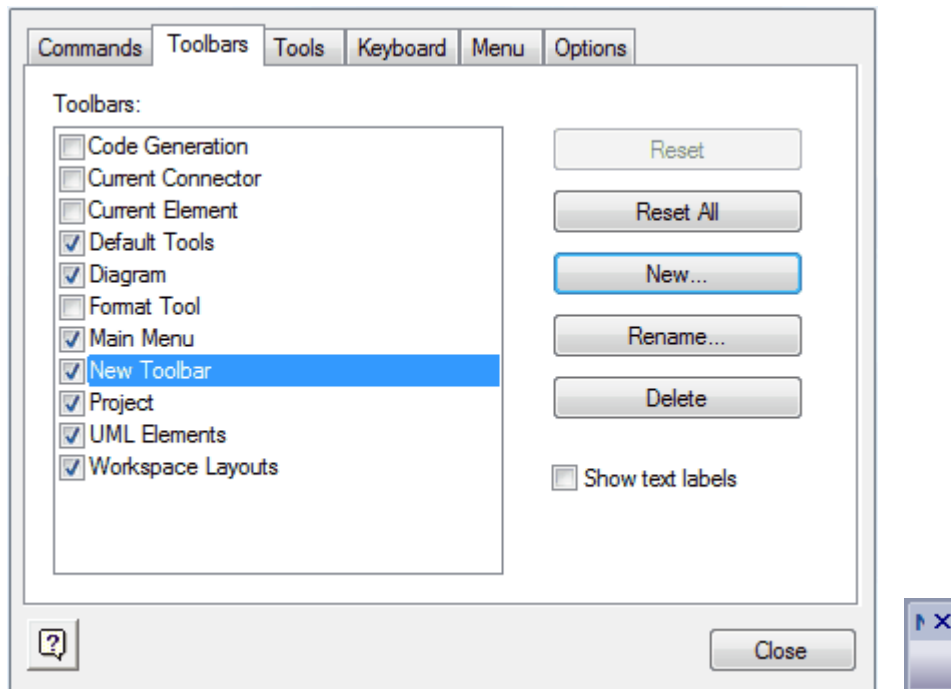 Commands Toolbars Tools Keyboard Menu Options
Toolbars:
Code Generation
Current Connector
Current Element
Default Tools
Diagram
Format Tool
Main Menu
New Toolbar
Project
UML Elements
Workspace Layouts
Reset
Reset All
New...
Rename...
Delete
Show text labels
Close